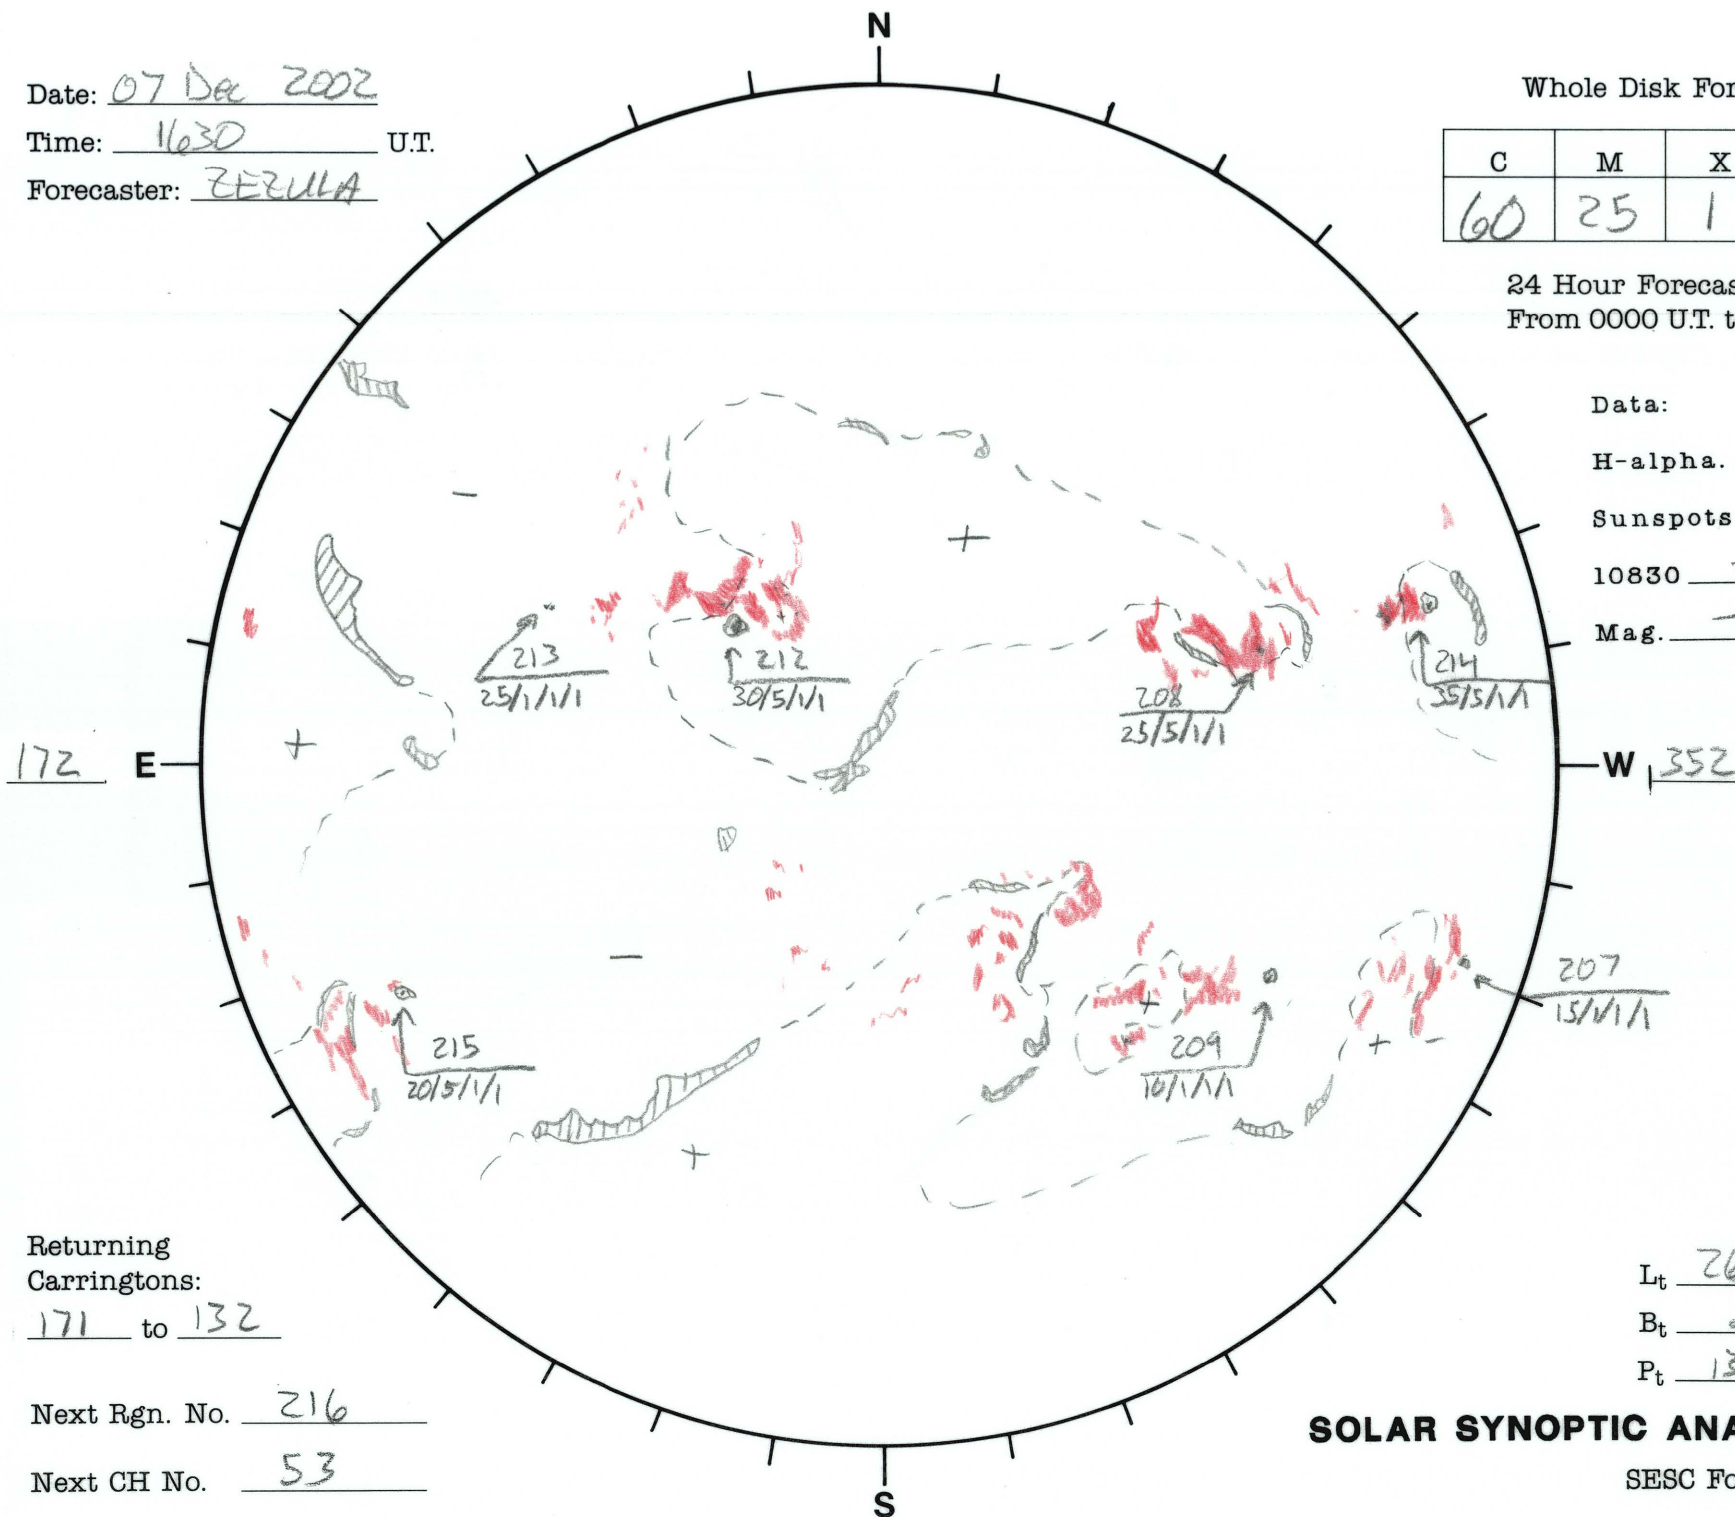 N
Date: 07 Dec 2002
Time: 1630 U.T.
Forecaster: ZEZULA
Whole Disk For
C M X
60 25 1
24 Hour Forecas
From 0000 U.T. t
Data:
H-alpha.
Sunspots
10830
Mag.
−
+
213
25/1/1/1
212
30/5/1/1
208
25/5/1/1
214
35/5/1/1
172 E
+
W 352
−
+
+
207
15/1/1/1
215
20/5/1/1
209
10/1/1/1
+
Returning
Carringtons:
171 to 132
Next Rgn. No. 216
Next CH No. 53
Lt 26
Bt
Pt 13
SOLAR SYNOPTIC ANA
SESC Fo
S